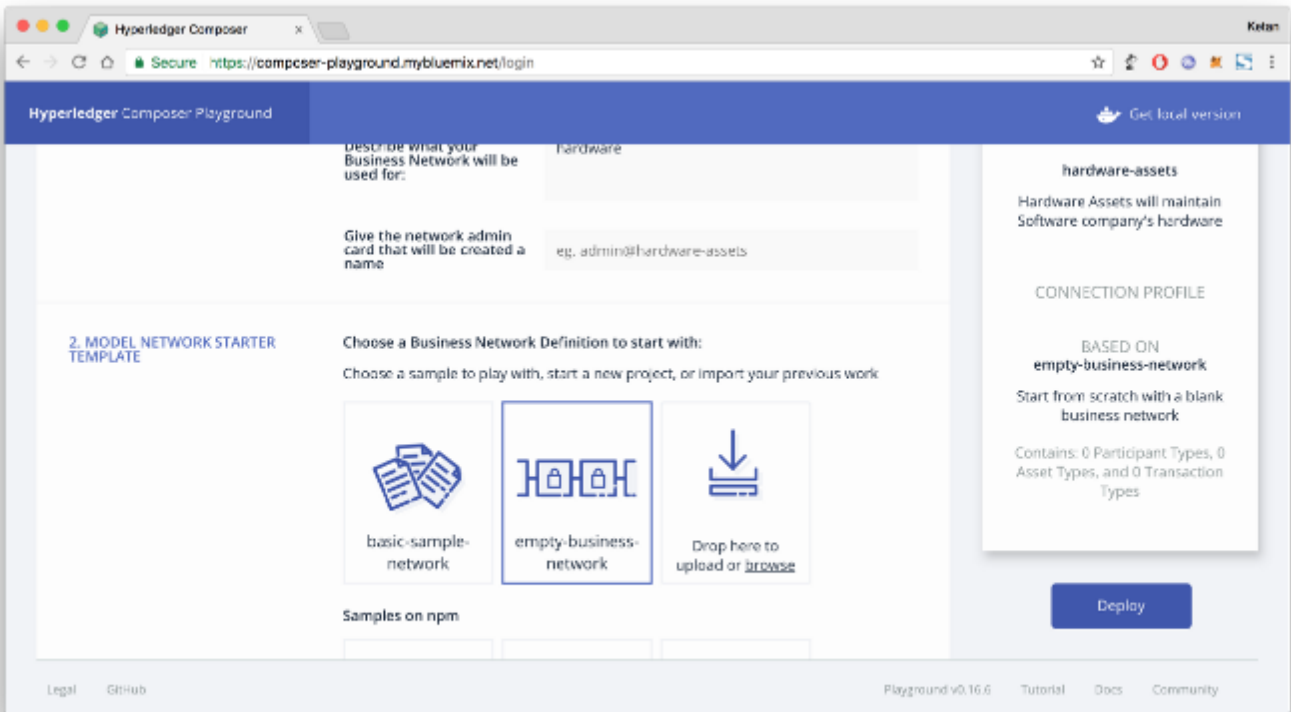 Hyperledger Composer
Ketan
Secure https://composer-playground.mybluemix.net/login
Hyperledger Composer Playground
Get local version
Describe what your
Business Network will be
used for:
hardware
Give the network admin
card that will be created a
name
eg. admin@hardware-assets
2. MODEL NETWORK STARTER
TEMPLATE
Choose a Business Network Definition to start with:
Choose a sample to play with, start a new project, or import your previous work
basic-sample-
network
empty-business-
network
Drop here to
upload or browse
Samples on npm
hardware-assets
Hardware Assets will maintain
Software company's hardware
CONNECTION PROFILE
BASED ON
empty-business-network
Start from scratch with a blank
business network
Contains: 0 Participant Types, 0
Asset Types, and 0 Transaction
Types
Deploy
Legal GitHub
Playground v0.16.6 Tutorial Docs Community